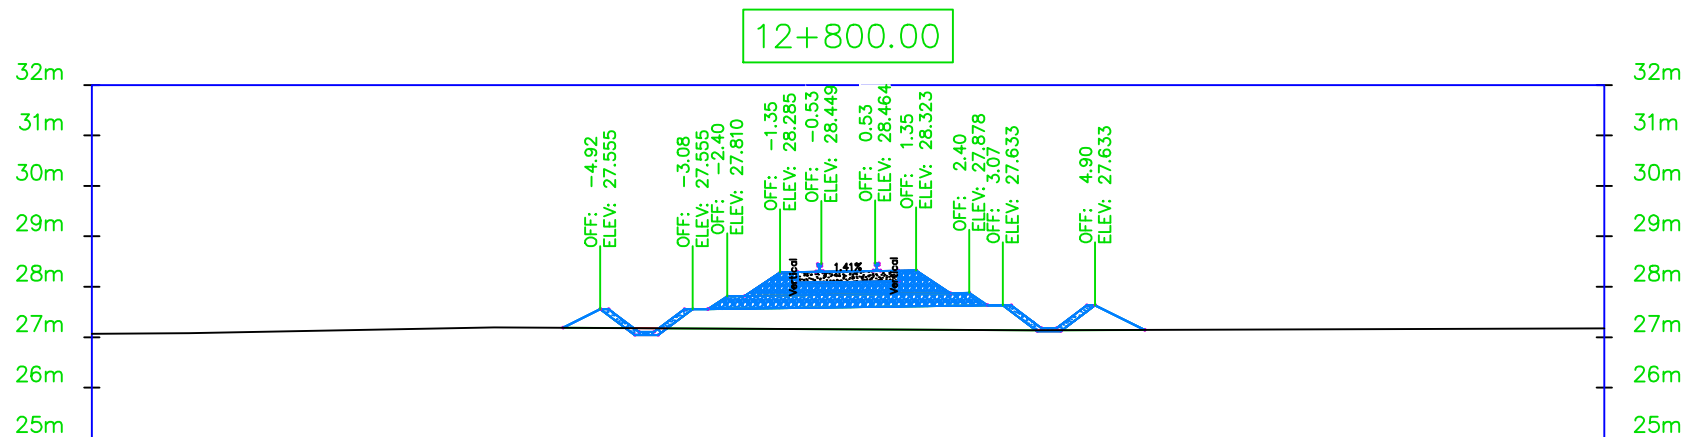 12+800.00
32m
31m
30m
29m
28m
27m
26m
25m
OFF: -4.92
ELEV: 27.555
OFF: -3.08
ELEV: 27.555
OFF: -2.40
ELEV: 27.810
OFF: -1.35
ELEV: 28.285
OFF: -0.53
ELEV: 28.449
OFF: 0.53
ELEV: 28.464
OFF: 1.35
ELEV: 28.323
OFF: 2.40
ELEV: 27.878
OFF: 3.07
ELEV: 27.633
OFF: 4.90
ELEV: 27.633
Vertical
1.41%
Vertical
32m
31m
30m
29m
28m
27m
26m
25m